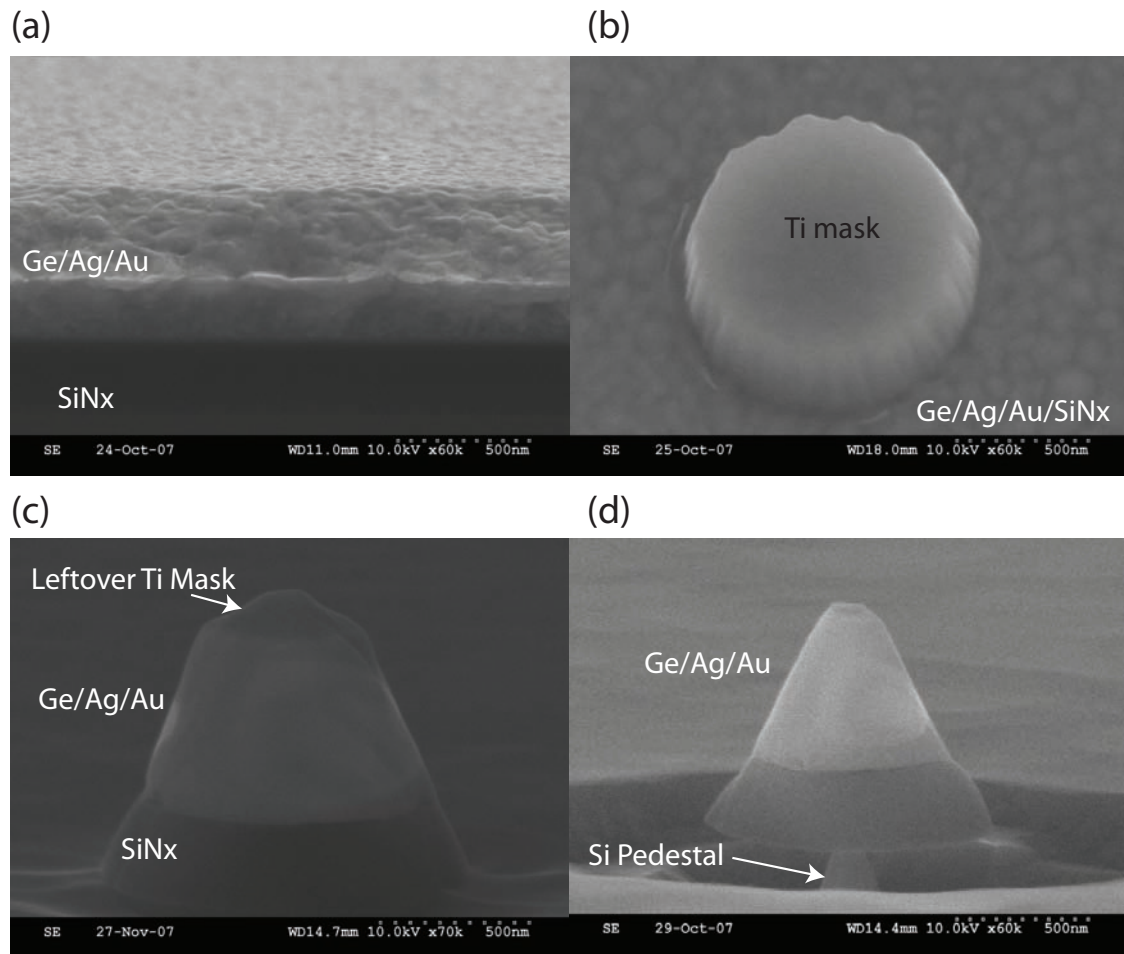 (a)
(b)
Ge/Ag/Au
SiNx
SE 24-Oct-07 WD11.0mm 10.0kV x60k 500nm
Ti mask
Ge/Ag/Au/SiNx
SE 25-Oct-07 WD18.0mm 10.0kV x60k 500nm
(c)
(d)
Leftover Ti Mask
Ge/Ag/Au
SiNx
SE 27-Nov-07 WD14.7mm 10.0kV x70k 500nm
Ge/Ag/Au
Si Pedestal
SE 29-Oct-07 WD14.4mm 10.0kV x60k 500nm